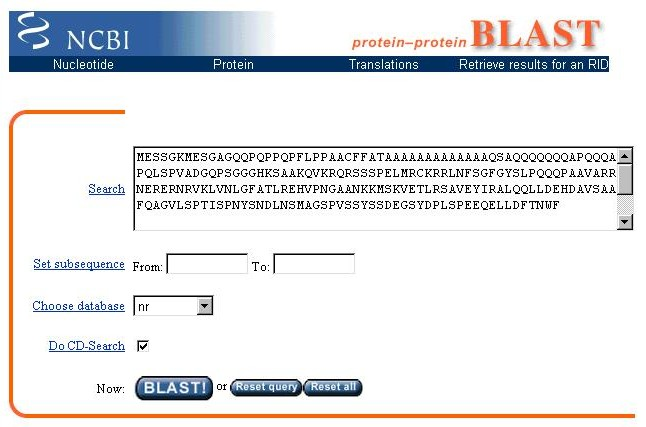 NCBI
protein–protein BLAST
Nucleotide Protein Translations Retrieve results for an RID
Search
MESSGKMESGAGQQPQPPQPFLPPAACFFATAAAAAAAAAAAAAQSAQQQQQQQAPQQQA
PQLSPVADGQPSGGGHKSAAKQVKRQRSSSPELMRCKRRLNFSGFGYSLPQQQPAAVARR
NERERNRVKLVNLGFATLREHVPNGAANKKMSKVETLRSAVEYIRALQQLLDEHDAVSAA
FQAGVLSPTISPNYSNDLNSMAGSPVSSYSSDEGSYDPLSPEEQELLDFTNWF
Set subsequence From: To:
Choose database nr
Do CD-Search
Now: BLAST! or Reset query Reset all